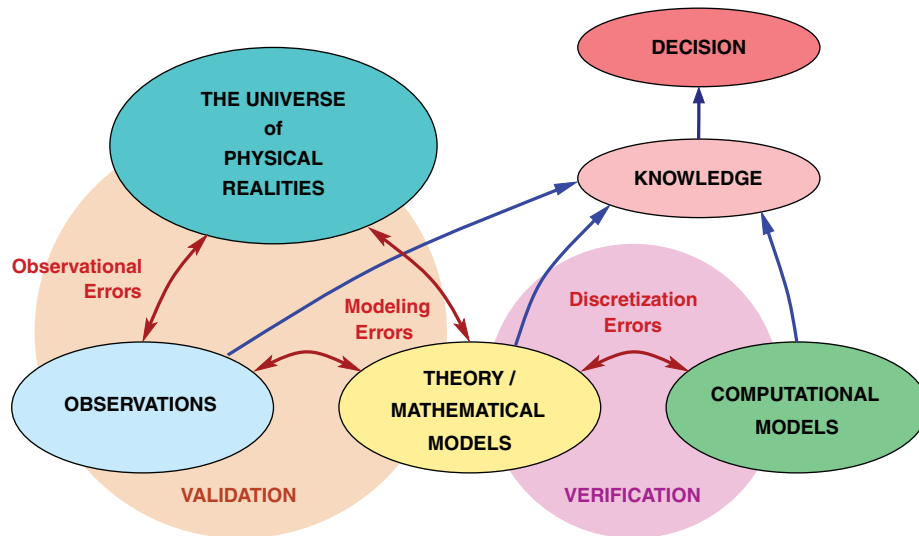 DECISION
THE UNIVERSE
of
PHYSICAL
REALITIES
KNOWLEDGE
Observational
Errors
Modeling
Errors
Discretization
Errors
OBSERVATIONS
THEORY /
MATHEMATICAL
MODELS
COMPUTATIONAL
MODELS
VALIDATION
VERIFICATION